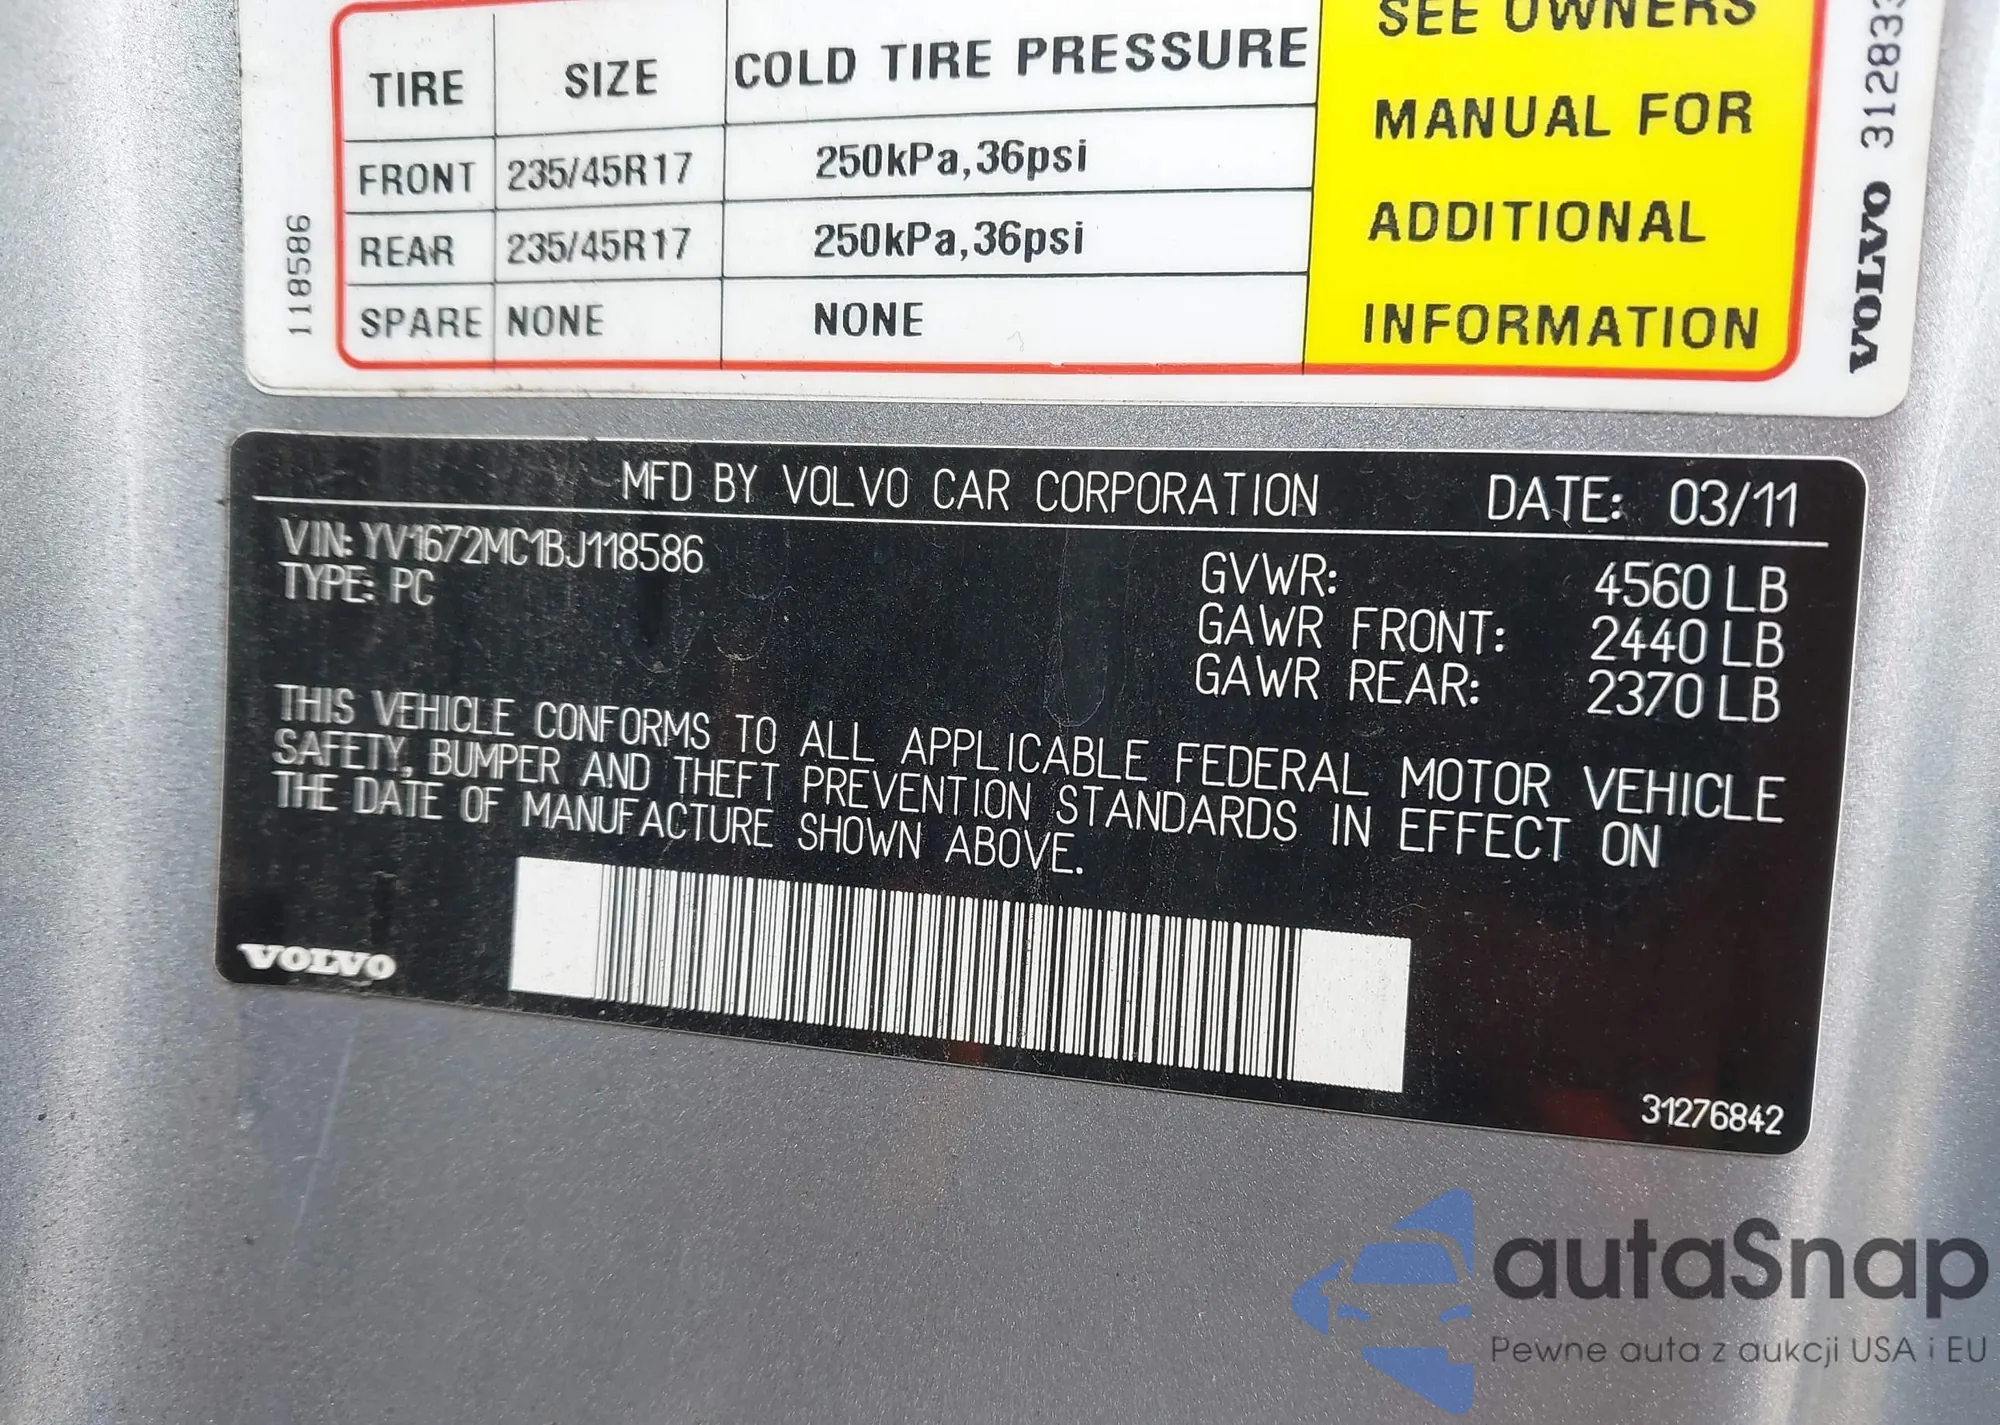 SEE OWNERS
MANUAL FOR
ADDITIONAL
INFORMATION
TIRE SIZE COLD TIRE PRESSURE
FRONT 235/45R17 250kPa,36psi
REAR 235/45R17 250kPa,36psi
SPARE NONE NONE
118586
VOLVO
MFD BY VOLVO CAR CORPORATION DATE: 03/11
VIN: YV1672MC1BJ118586
TYPE: PC
GVWR: 4560 LB
GAWR FRONT: 2440 LB
GAWR REAR: 2370 LB
THIS VEHICLE CONFORMS TO ALL APPLICABLE FEDERAL MOTOR VEHICLE
SAFETY, BUMPER AND THEFT PREVENTION STANDARDS IN EFFECT ON
THE DATE OF MANUFACTURE SHOWN ABOVE.
VOLVO
31276842
autaSnap
Pewne auta z aukcji USA i EU